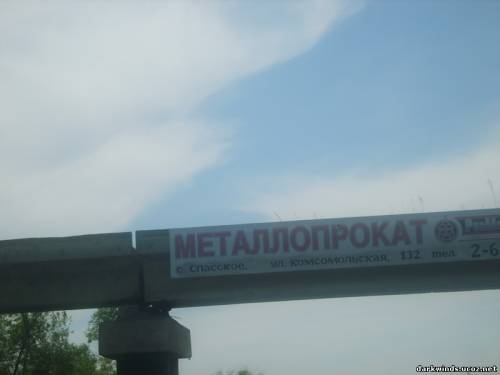 МЕТАЛЛОПРОКАТ
с. Спасское, ул. Комсомольская, 132 тел. 2-6
darkwinds.ucoz.net